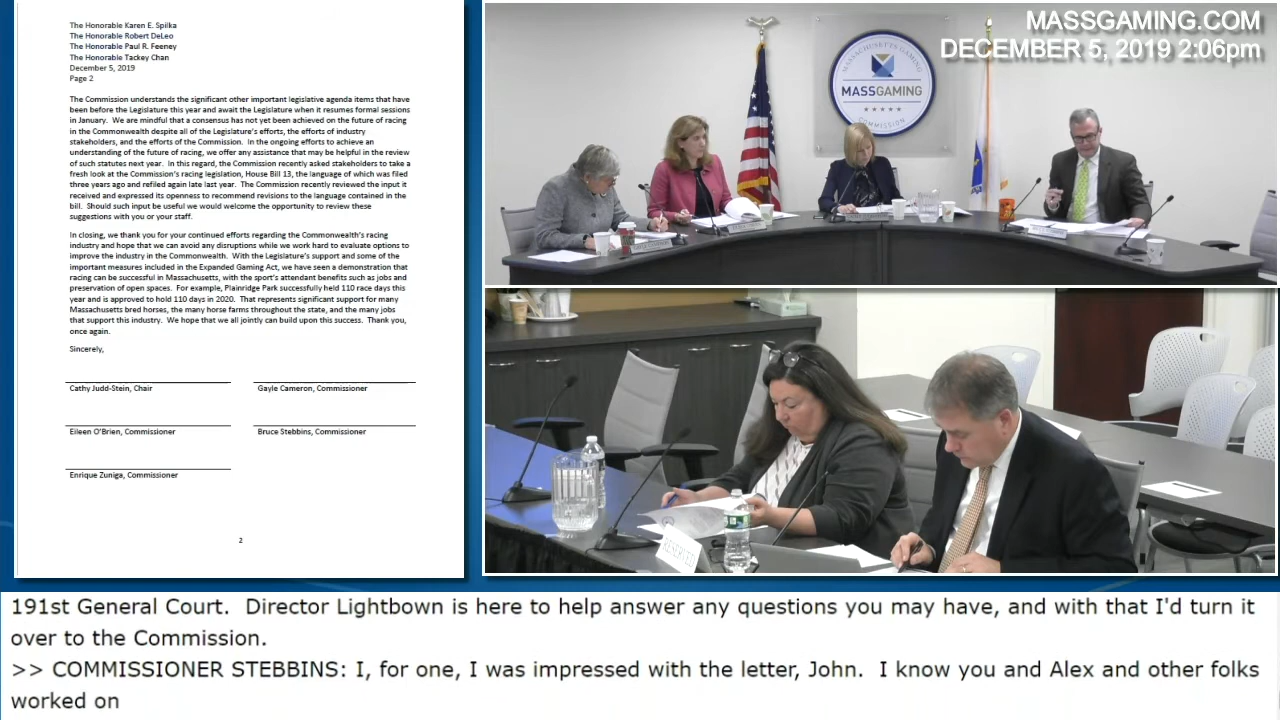 The Honorable Karen E. Spilka
The Honorable Robert DeLeo
The Honorable Paul R. Feeney
The Honorable Tackey Chan
December 5, 2019
Page 2
The Commission understands the significant other important legislative agenda items that have
been before the Legislature this year and await the Legislature when it resumes formal sessions
in January. We are mindful that a consensus has not yet been achieved on the future of racing
in the Commonwealth despite all of the Legislature's efforts, the efforts of industry
stakeholders, and the efforts of the Commission. In the ongoing efforts to achieve an
understanding of the future of racing, we offer any assistance that may be helpful in the review
of such statutes next year. In this regard, the Commission recently asked stakeholders to take a
fresh look at the Commission's racing legislation, House Bill 13, the language of which was filed
three years ago and refiled again late last year. The Commission recently reviewed the input it
received and expressed its openness to recommend revisions to the language contained in the
bill. Should such input be useful we would welcome the opportunity to review these
suggestions with you or your staff.
In closing, we thank you for your continued efforts regarding the Commonwealth's racing
industry and hope that we can avoid any disruptions while we work hard to evaluate options to
improve the industry in the Commonwealth. With the Legislature's support and some of the
important measures included in the Expanded Gaming Act, we have seen a demonstration that
racing can be successful in Massachusetts, with the sport's attendant benefits such as jobs and
preservation of open spaces. For example, Plainridge Park successfully held 110 race days this
year and is approved to hold 110 days in 2020. That represents significant support for many
Massachusetts bred horses, the many horse farms throughout the state, and the many jobs
that support this industry. We hope that we all jointly can build upon this success. Thank you,
once again.
Sincerely,
Cathy Judd-Stein, Chair
Gayle Cameron, Commissioner
Eileen O'Brien, Commissioner
Bruce Stebbins, Commissioner
Enrique Zuniga, Commissioner
2
MASSGAMING.COM
DECEMBER 5, 2019 2:06pm
MASSACHUSETTS GAMING
MASSGAMING
COMMISSION
RESERVED
191st General Court. Director Lightbown is here to help answer any questions you may have, and with that I'd turn it
over to the Commission.
>> COMMISSIONER STEBBINS: I, for one, I was impressed with the letter, John. I know you and Alex and other folks
worked on